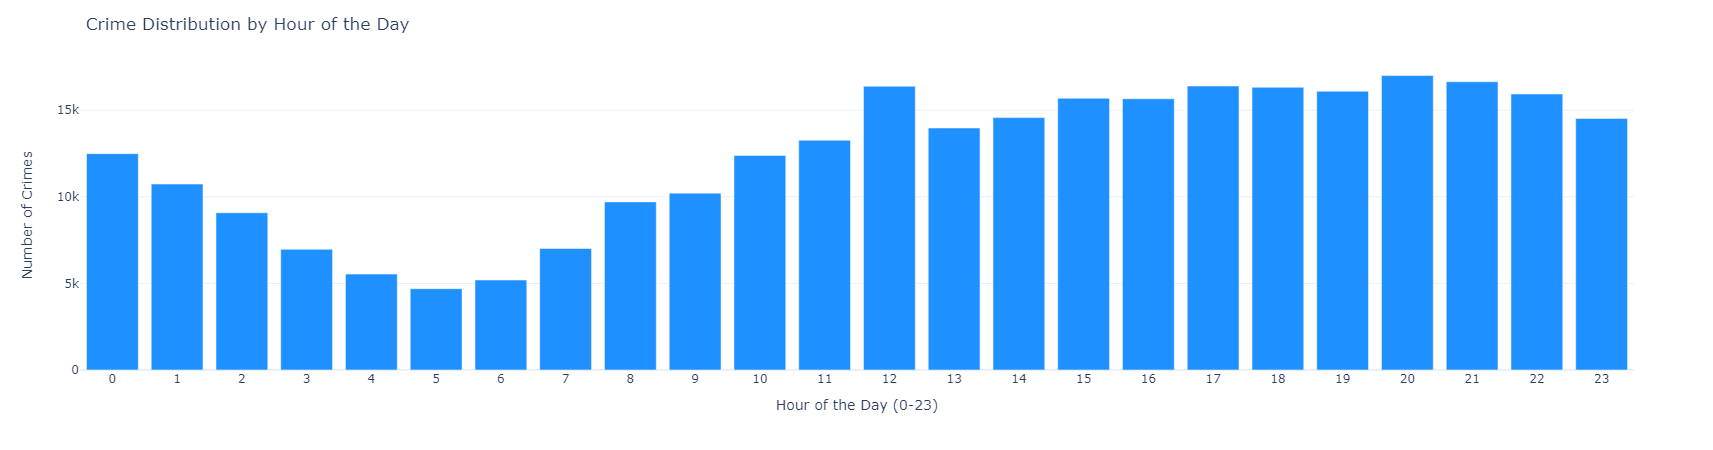 Crime Distribution by Hour of the Day
Number of Crimes
15k
10k
5k
0
0 1 2 3 4 5 6 7 8 9 10 11 12 13 14 15 16 17 18 19 20 21 22 23
Hour of the Day (0-23)